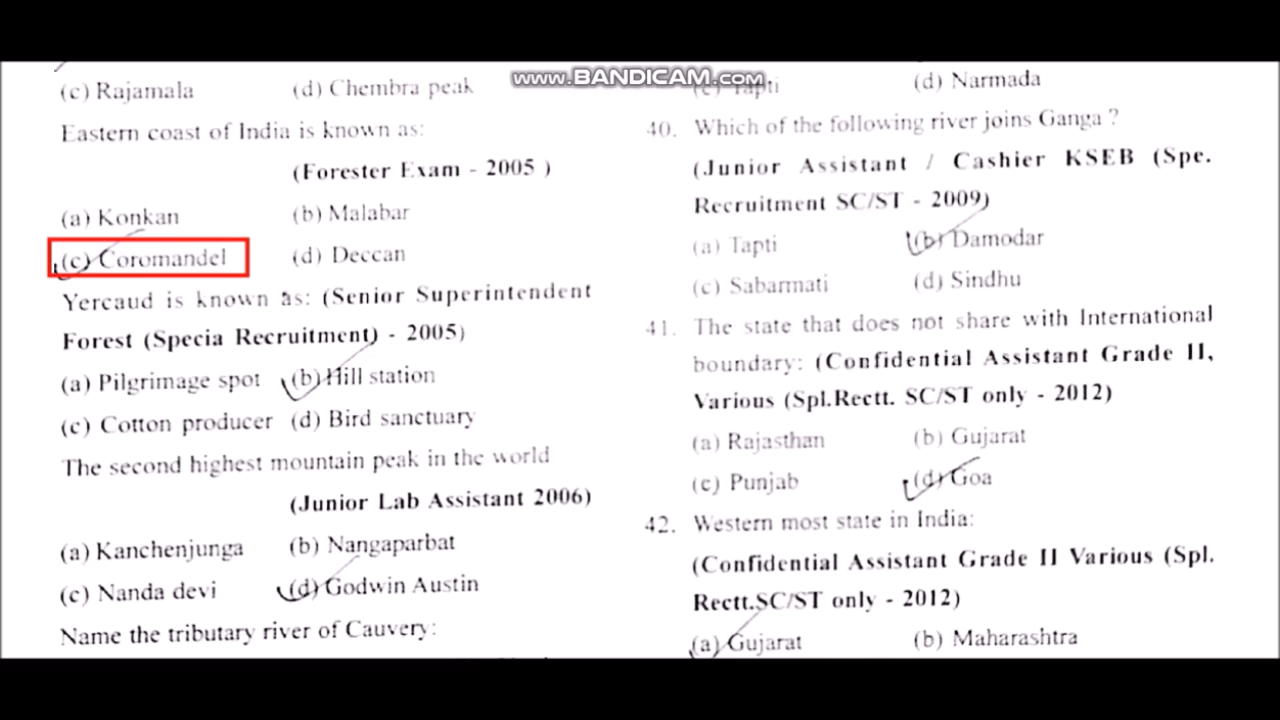 www.BANDICAM.com
(c) Rajamala (d) Chembra peak
Eastern coast of India is known as:
(Forester Exam - 2005 )
(a) Konkan (b) Malabar
(c) Coromandel (d) Deccan
Yercaud is known as: (Senior Superintendent
Forest (Specia Recruitment) - 2005)
(a) Pilgrimage spot (b) Hill station
(c) Cotton producer (d) Bird sanctuary
The second highest mountain peak in the world
(Junior Lab Assistant 2006)
(a) Kanchenjunga (b) Nangaparbat
(c) Nanda devi (d) Godwin Austin
Name the tributary river of Cauvery:
(c) Tapti (d) Narmada
40. Which of the following river joins Ganga ?
(Junior Assistant / Cashier KSEB (Spe.
Recruitment SC/ST - 2009)
(a) Tapti (b) Damodar
(c) Sabarmati (d) Sindhu
41. The state that does not share with International
boundary: (Confidential Assistant Grade II,
Various (Spl.Rectt. SC/ST only - 2012)
(a) Rajasthan (b) Gujarat
(c) Punjab (d) Goa
42. Western most state in India:
(Confidential Assistant Grade II Various (Spl.
Rectt.SC/ST only - 2012)
(a) Gujarat (b) Maharashtra